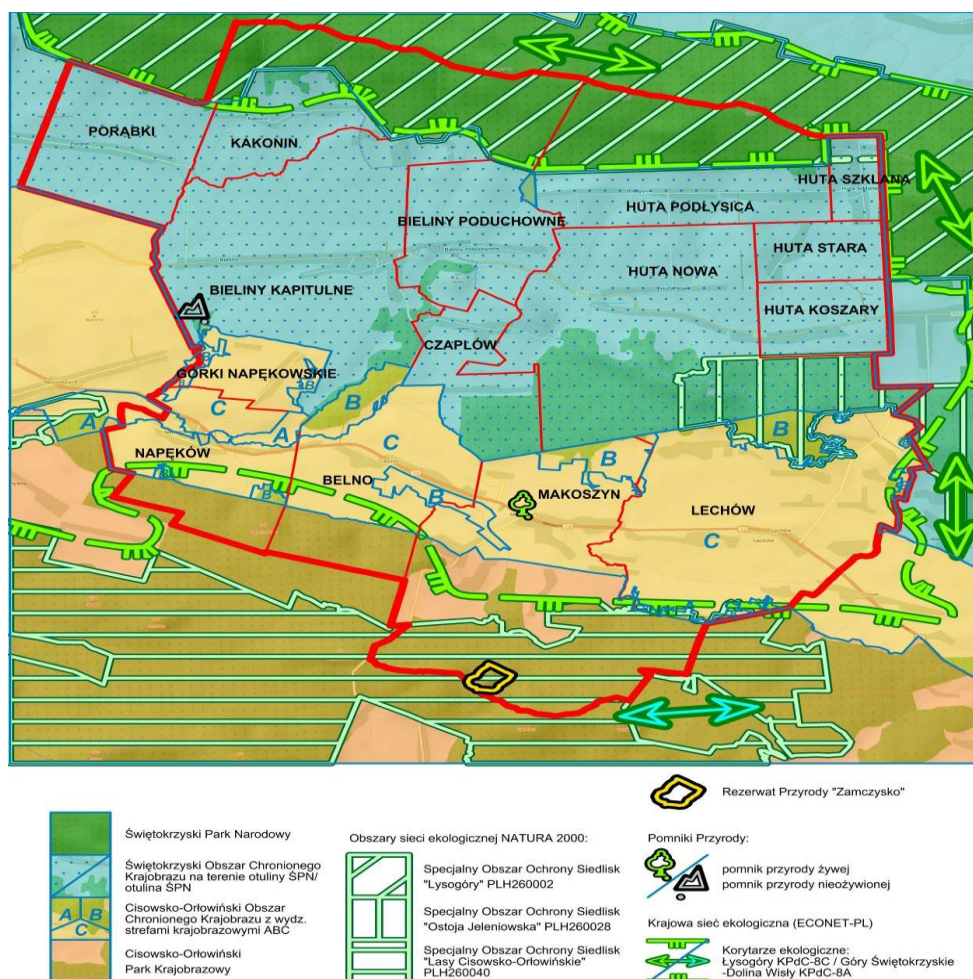 PORĄBKI
KAKONIN
HUTA SZKLANA
BIELINY PODUCHOWNE
HUTA PODŁYSICA
HUTA STARA
HUTA NOWA
BIELINY KAPITULNE
HUTA KOSZARY
CZAPLÓW
GÓRKI NAPĘKOWSKIE
B
B
C
B
A
A
C
B
NAPĘKÓW
BELNO
B
B
B
B
MAKOSZYN
LECHÓW
C
Rezerwat Przyrody "Zamczysko"
Świętokrzyski Park Narodowy
Świętokrzyski Obszar Chronionego
Krajobrazu na terenie otuliny ŚPN/
otulina ŚPN
A B
C
Cisowsko-Orłowiński Obszar
Chronionego Krajobrazu z wydz.
strefami krajobrazowymi ABC
Cisowsko-Orłowiński
Park Krajobrazowy
Obszary sieci ekologicznej NATURA 2000:
Specjalny Obszar Ochrony Siedlisk
"Lysogóry" PLH260002
Specjalny Obszar Ochrony Siedlisk
"Ostoja Jeleniowska" PLH260028
Specjalny Obszar Ochrony Siedlisk
"Lasy Cisowsko-Orłowińskie"
PLH260040
Pomniki Przyrody:
pomnik przyrody żywej
pomnik przyrody nieożywionej
Krajowa sieć ekologiczna (ECONET-PL)
Korytarze ekologiczne:
Łysogóry KPdC-8C / Góry Świętokrzyskie
-Dolina Wisły KPdC-8A